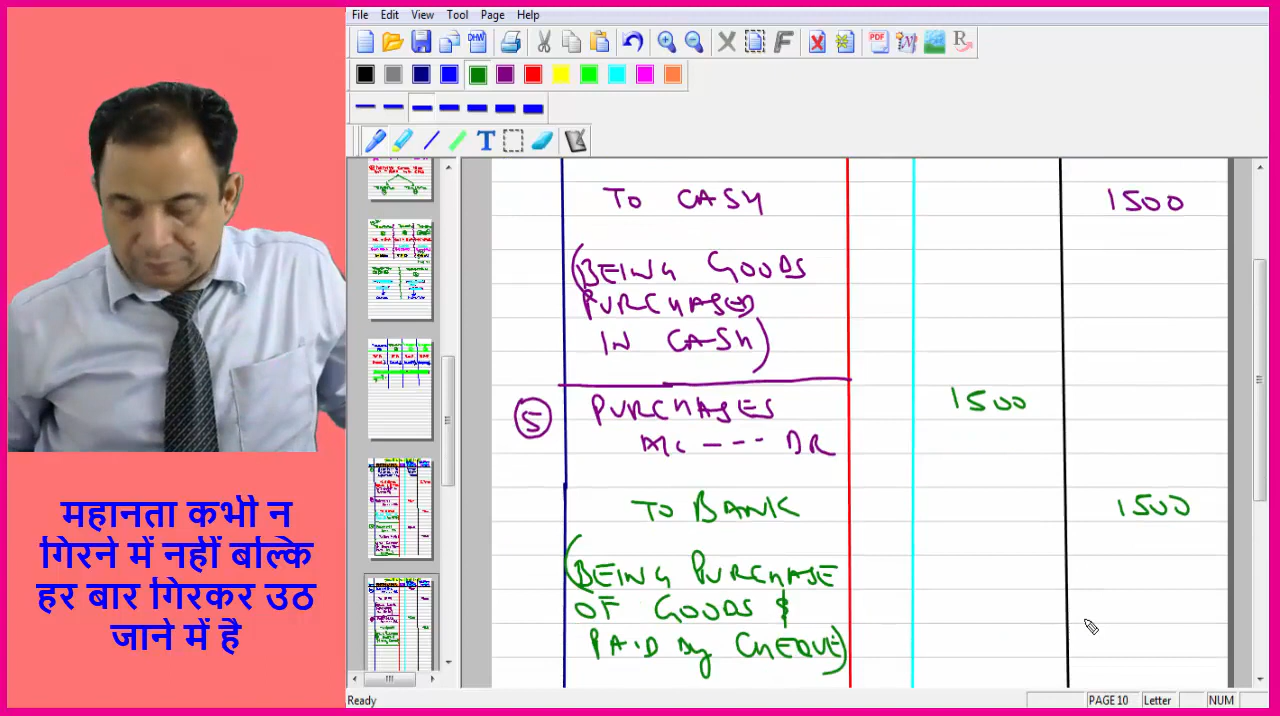 File Edit View Tool Page Help
TO CASH 1500
(BEING GOODS
PURCHASED
IN CASH)
⑤ PURCHASES 1500
A/C --- DR
TO BANK 1500
(BEING PURCHASE
OF GOODS &
PAID By CHEQUE)
महानता कभी न
गिरने में नहीं बल्कि
हर बार गिरकर उठ
जाने में है
Ready PAGE 10 Letter NUM